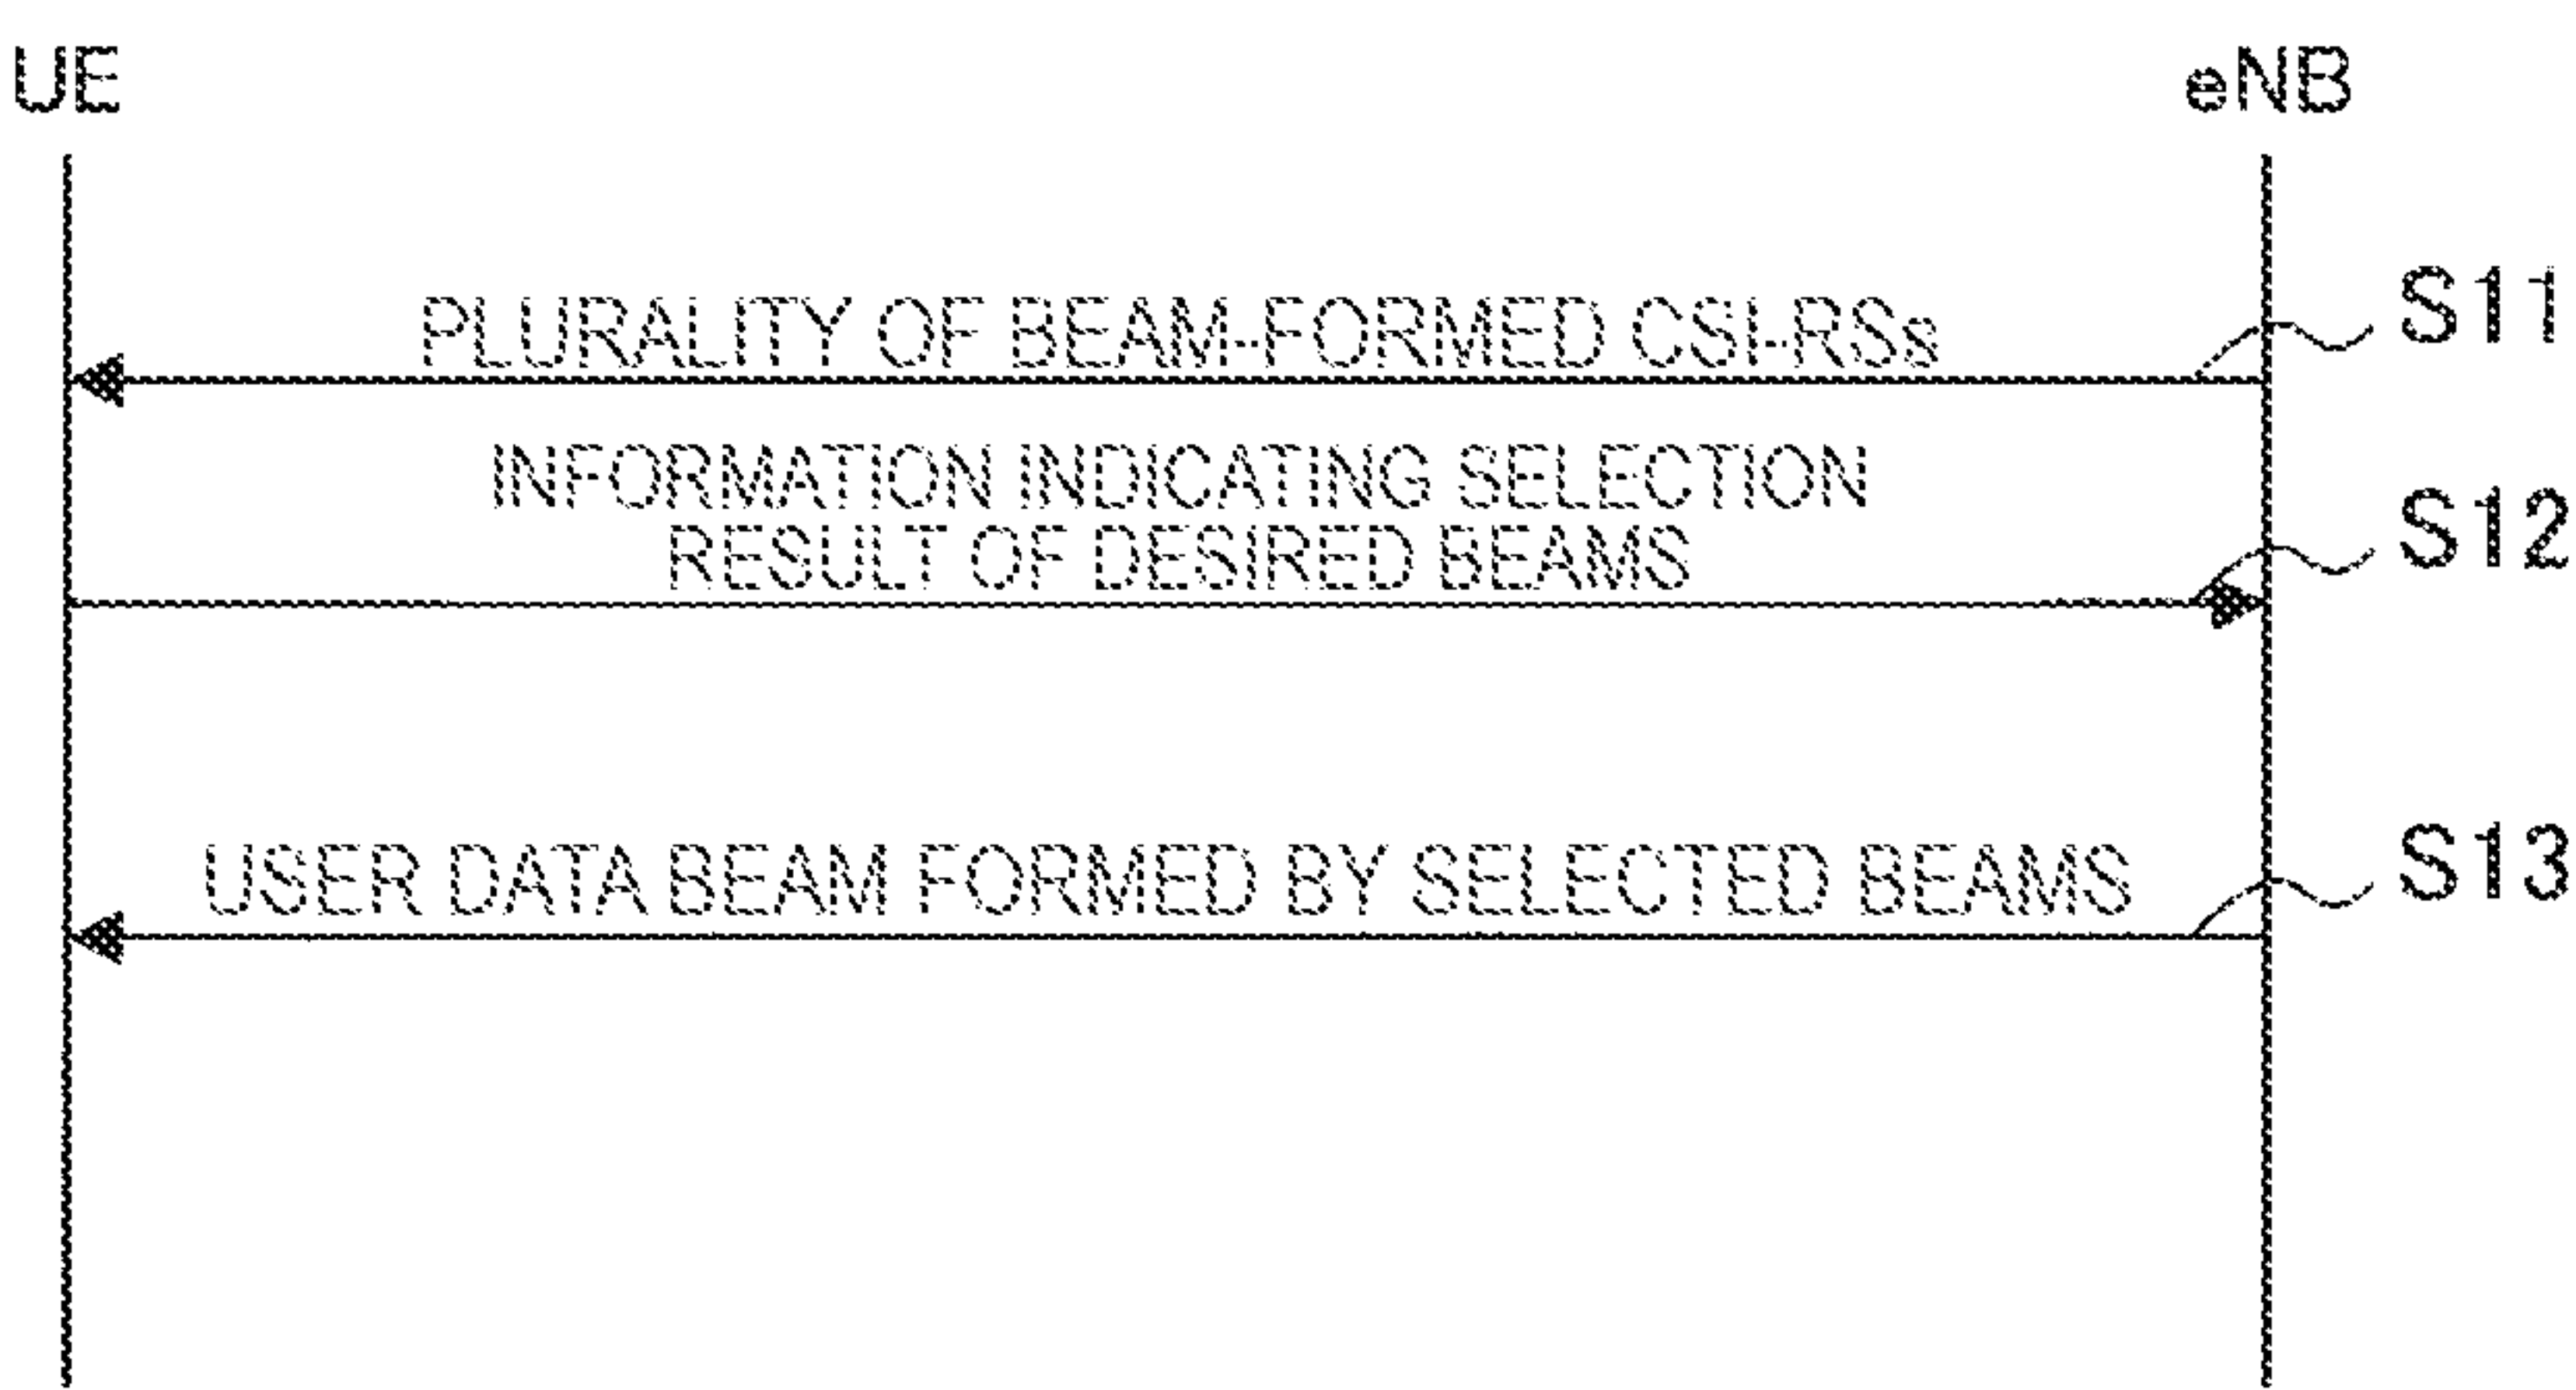 UE
eNB
PLURALITY OF BEAM-FORMED CSI-RSs
S11
INFORMATION INDICATING SELECTION
RESULT OF DESIRED BEAMS
S12
USER DATA BEAM FORMED BY SELECTED BEAMS
S13